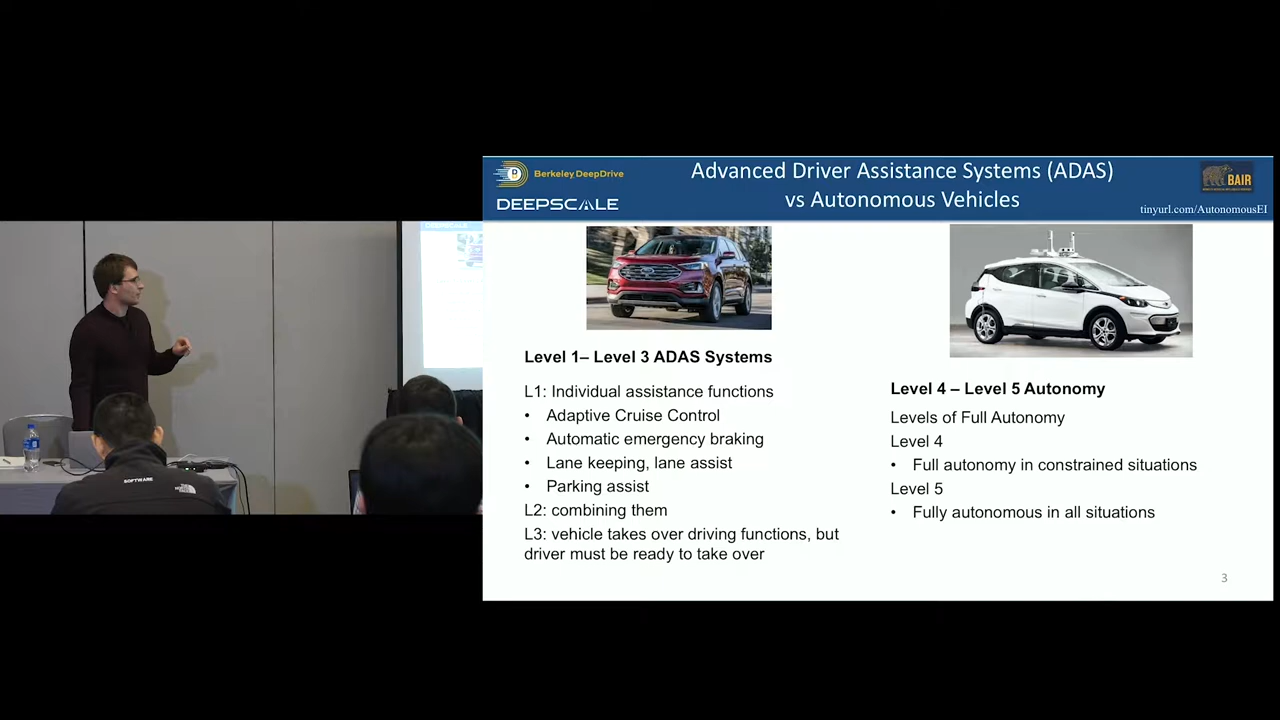 Berkeley DeepDrive
DEEPSCALE
Advanced Driver Assistance Systems (ADAS)
vs Autonomous Vehicles
BAIR
tinyurl.com/AutonomousEI
Level 1– Level 3 ADAS Systems
L1: Individual assistance functions
• Adaptive Cruise Control
• Automatic emergency braking
• Lane keeping, lane assist
• Parking assist
L2: combining them
L3: vehicle takes over driving functions, but
driver must be ready to take over
Level 4 – Level 5 Autonomy
Levels of Full Autonomy
Level 4
• Full autonomy in constrained situations
Level 5
• Fully autonomous in all situations
3
DEEPSCALE
SOFTWARE